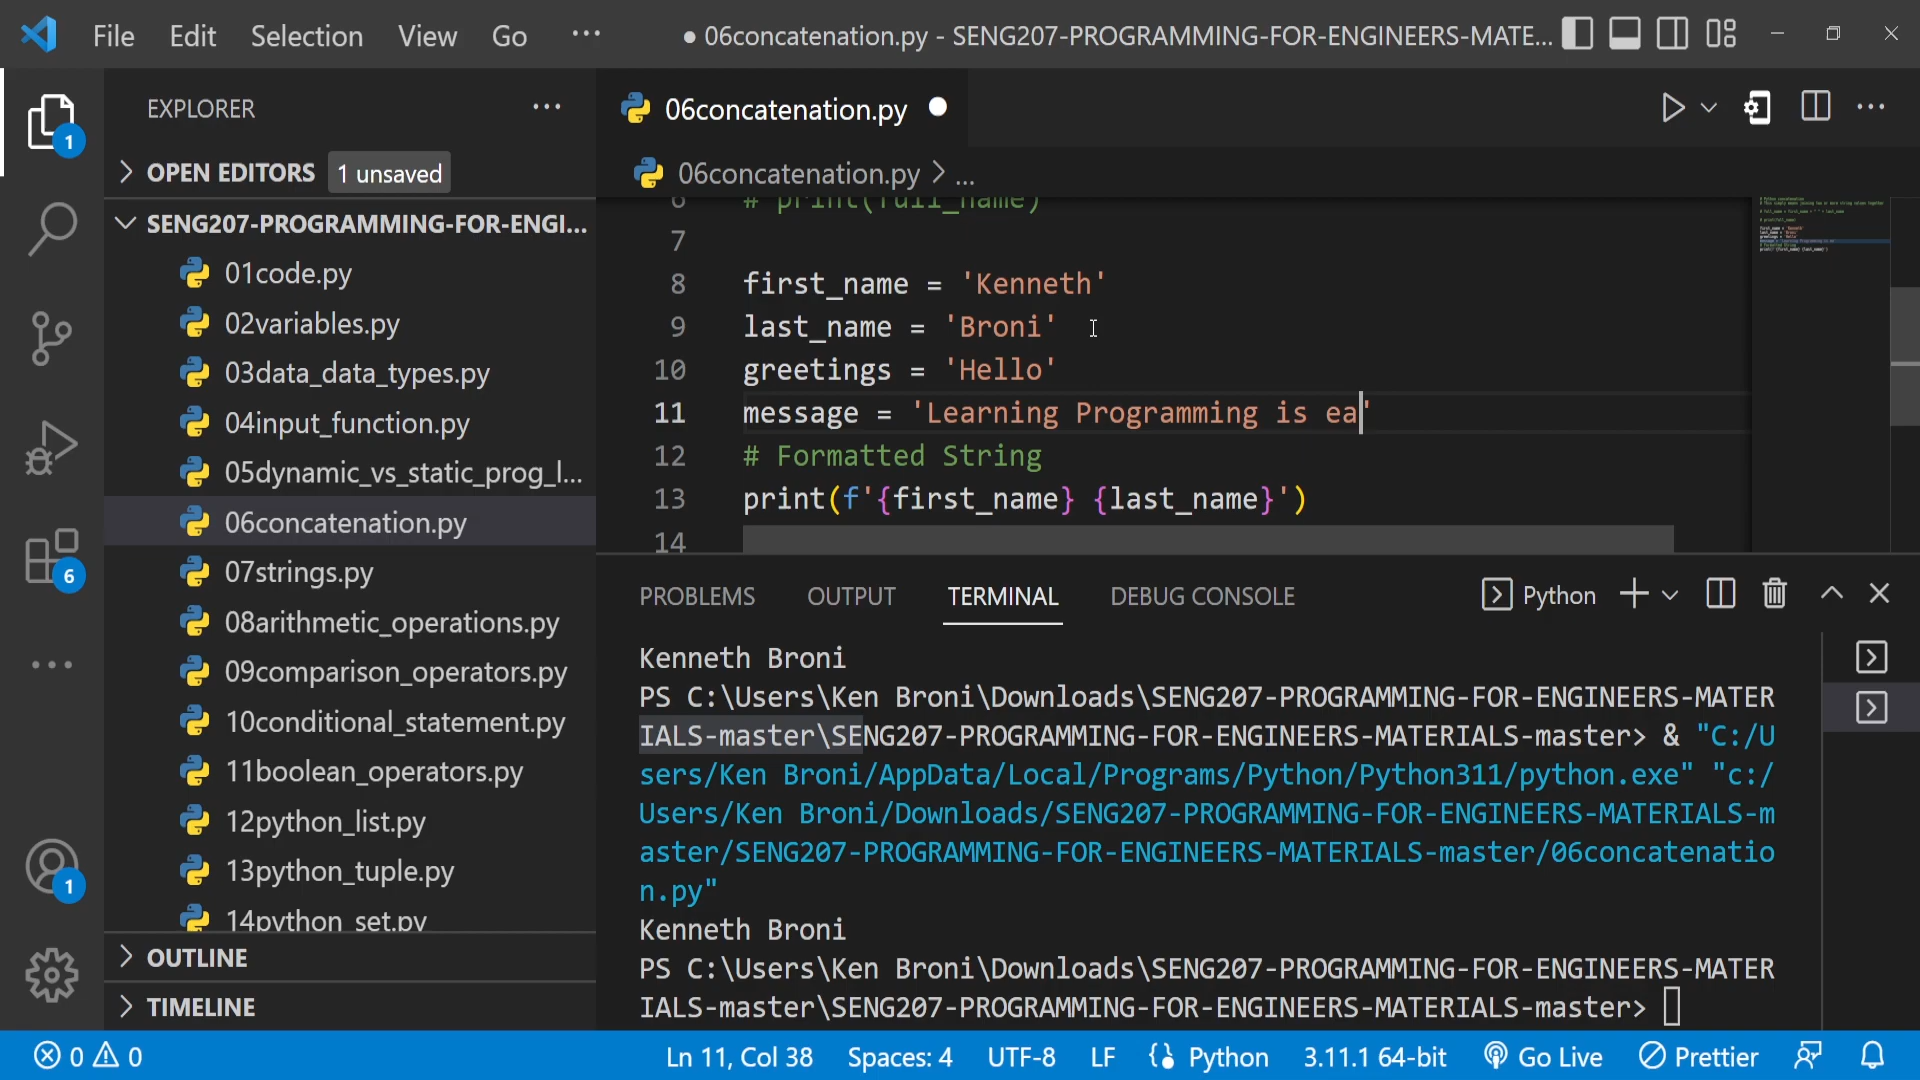 File Edit Selection View Go ···
● 06concatenation.py - SENG207-PROGRAMMING-FOR-ENGINEERS-MATE...
EXPLORER ···
OPEN EDITORS 1 unsaved
SENG207-PROGRAMMING-FOR-ENGI...
01code.py
02variables.py
03data_data_types.py
04input_function.py
05dynamic_vs_static_prog_l...
06concatenation.py
07strings.py
08arithmetic_operations.py
09comparison_operators.py
10conditional_statement.py
11boolean_operators.py
12python_list.py
13python_tuple.py
14python_set.py
OUTLINE
TIMELINE
1
6
1
06concatenation.py ●
06concatenation.py > ...
6 # print(full_name)
7
8 first_name = 'Kenneth'
9 last_name = 'Broni'
10 greetings = 'Hello'
11 message = 'Learning Programming is ea'
12 # Formatted String
13 print(f'{first_name} {last_name}')
14
PROBLEMS OUTPUT TERMINAL DEBUG CONSOLE Python
Kenneth Broni
PS C:\Users\Ken Broni\Downloads\SENG207-PROGRAMMING-FOR-ENGINEERS-MATER
IALS-master\SENG207-PROGRAMMING-FOR-ENGINEERS-MATERIALS-master> & "C:/U
sers/Ken Broni/AppData/Local/Programs/Python/Python311/python.exe" "c:/
Users/Ken Broni/Downloads/SENG207-PROGRAMMING-FOR-ENGINEERS-MATERIALS-m
aster/SENG207-PROGRAMMING-FOR-ENGINEERS-MATERIALS-master/06concatenatio
n.py"
Kenneth Broni
PS C:\Users\Ken Broni\Downloads\SENG207-PROGRAMMING-FOR-ENGINEERS-MATER
IALS-master\SENG207-PROGRAMMING-FOR-ENGINEERS-MATERIALS-master>
0 0 Ln 11, Col 38 Spaces: 4 UTF-8 LF Python 3.11.1 64-bit Go Live Prettier